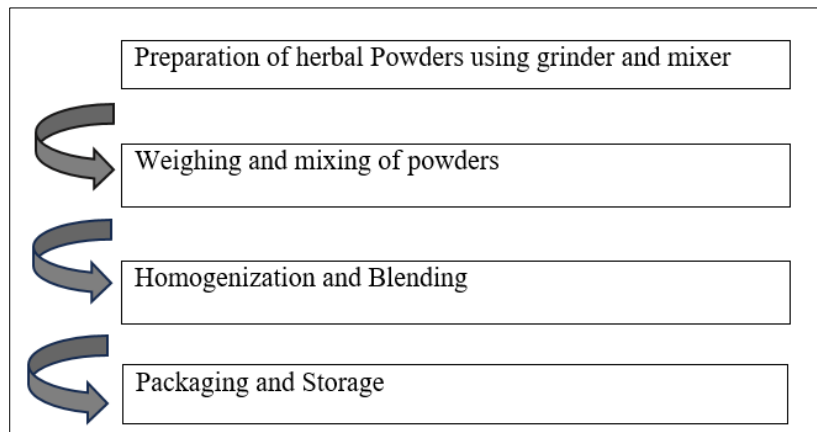 Preparation of herbal Powders using grinder and mixer
Weighing and mixing of powders
Homogenization and Blending
Packaging and Storage